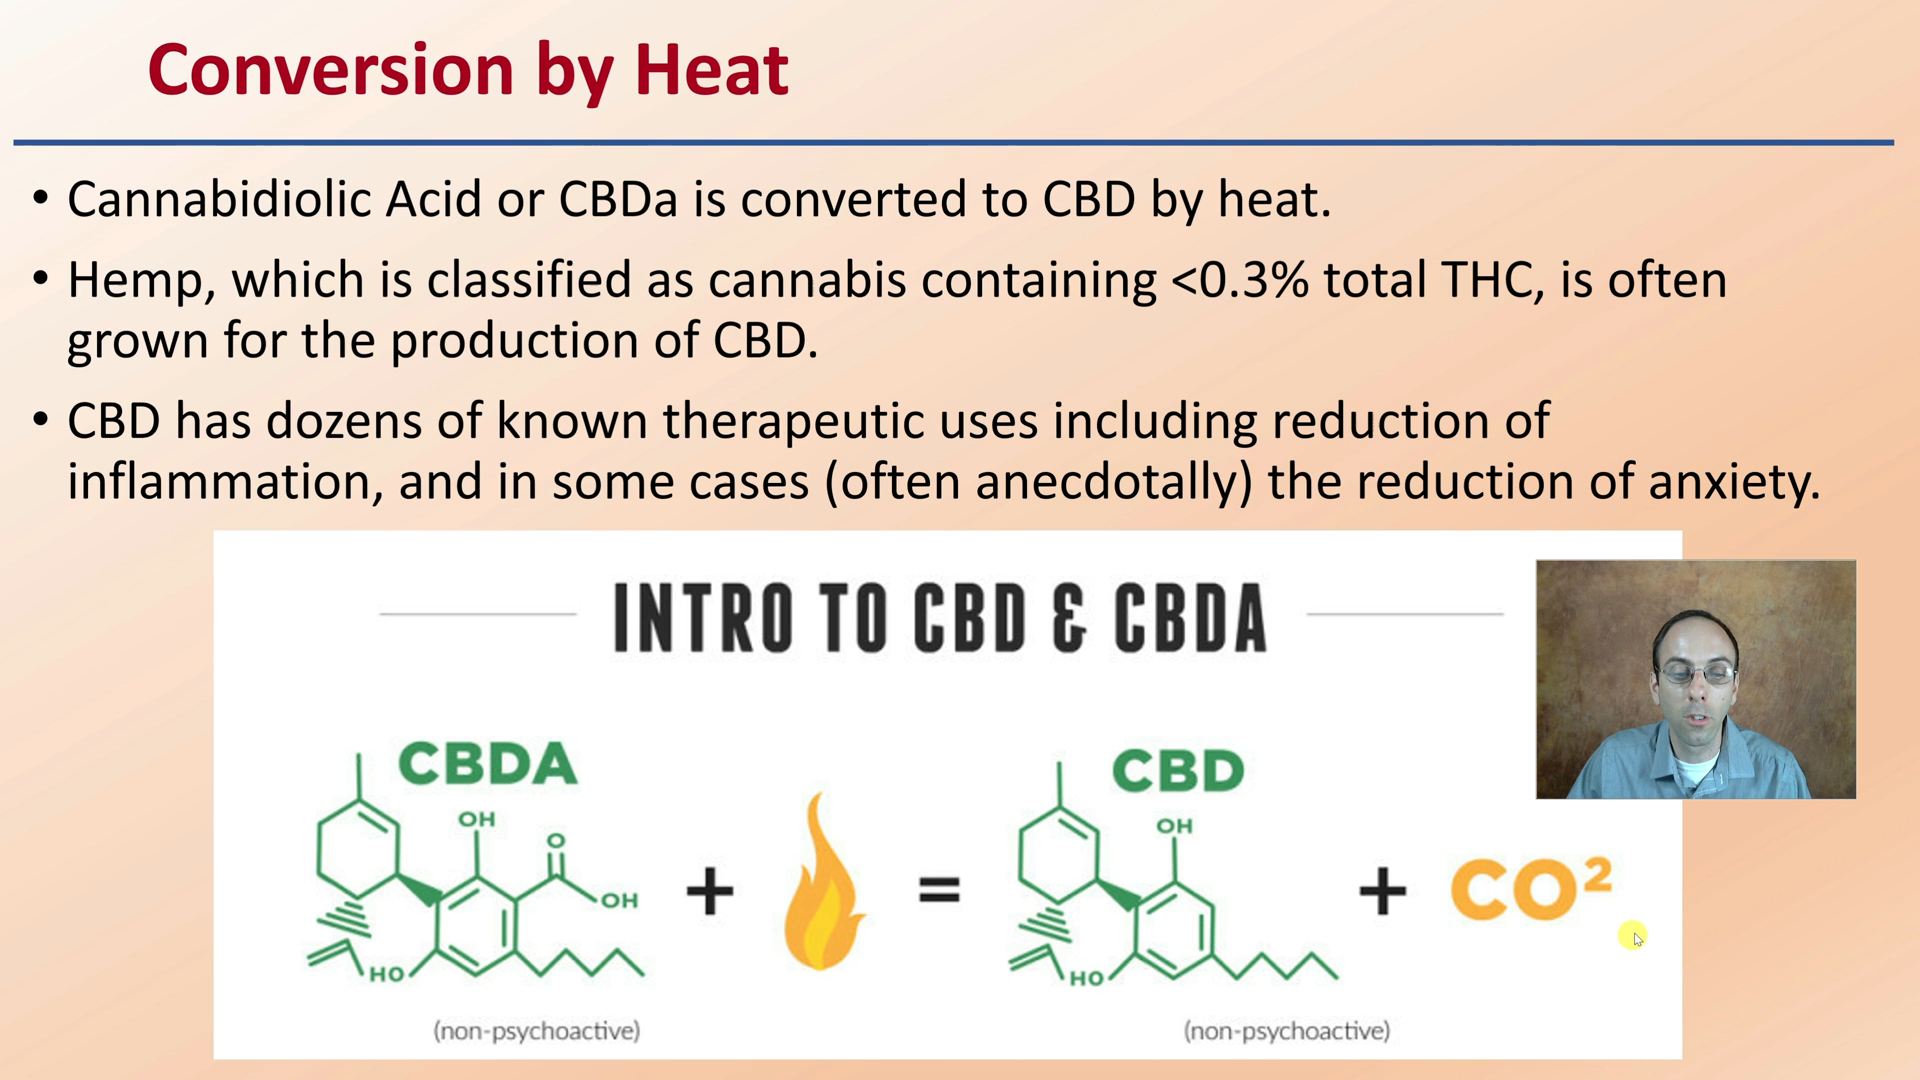 Conversion by Heat
• Cannabidiolic Acid or CBDa is converted to CBD by heat.
• Hemp, which is classified as cannabis containing <0.3% total THC, is often
grown for the production of CBD.
• CBD has dozens of known therapeutic uses including reduction of
inflammation, and in some cases (often anecdotally) the reduction of anxiety.
INTRO TO CBD & CBDA
CBDA
OH
O
OH
HO
(non-psychoactive)
+
=
CBD
OH
HO
(non-psychoactive)
+
CO²